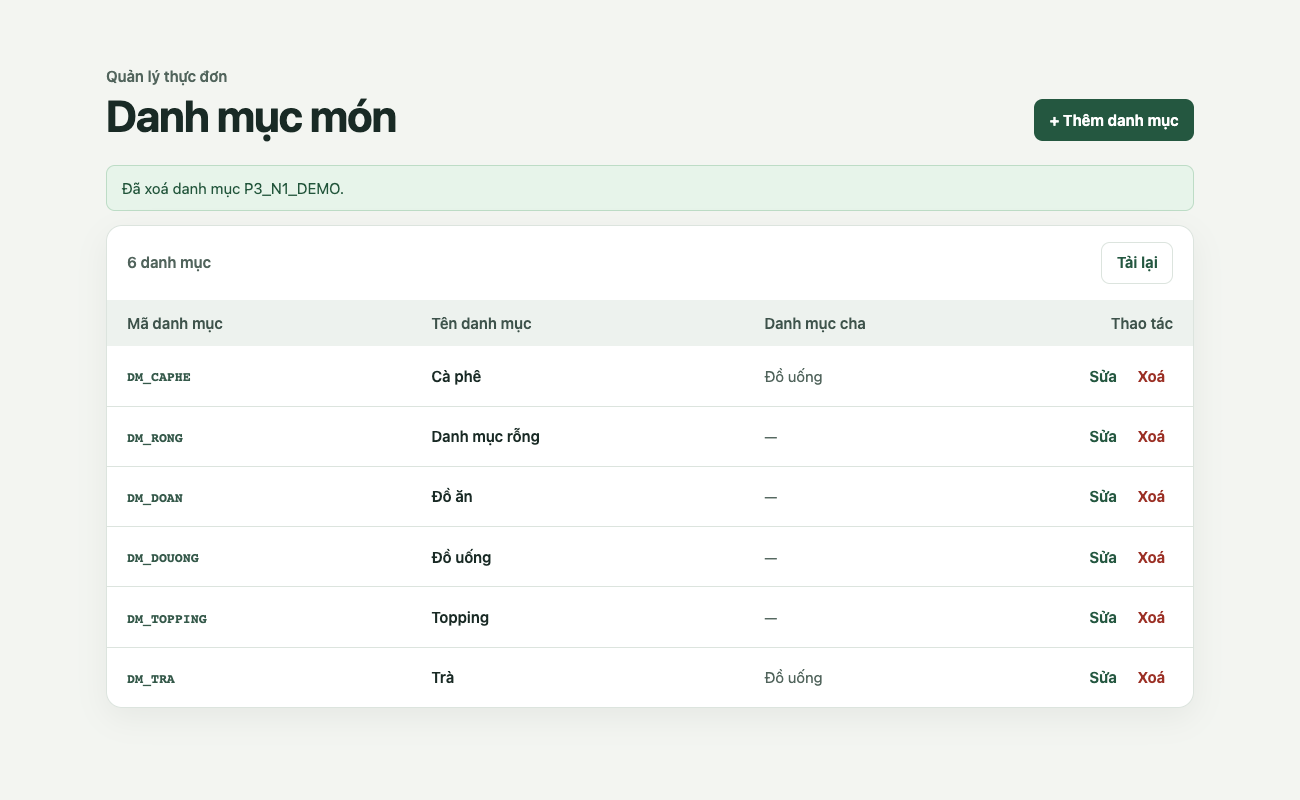 Quản lý thực đơn
Danh mục món
+ Thêm danh mục
Đã xoá danh mục P3_N1_DEMO.
6 danh mục
Tải lại
Mã danh mục Tên danh mục Danh mục cha Thao tác
DM_CAPHE Cà phê Đồ uống Sửa Xoá
DM_RONG Danh mục rỗng — Sửa Xoá
DM_DOAN Đồ ăn — Sửa Xoá
DM_DOUONG Đồ uống — Sửa Xoá
DM_TOPPING Topping — Sửa Xoá
DM_TRA Trà Đồ uống Sửa Xoá